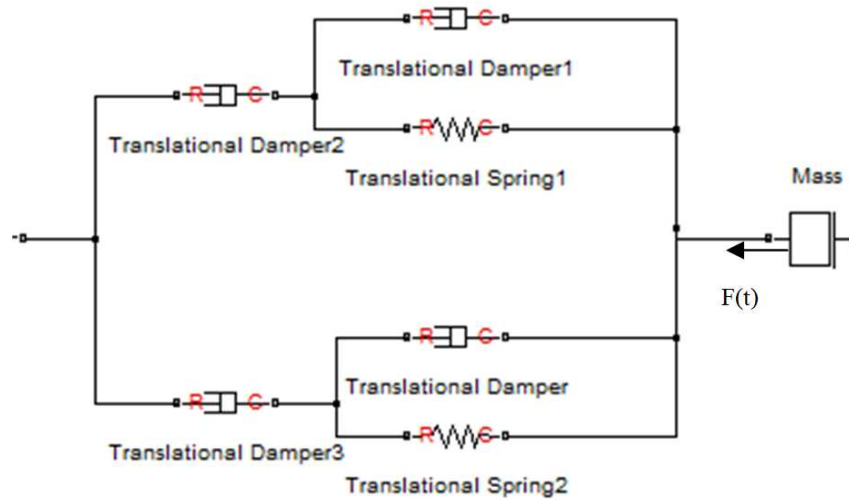 R C
Translational Damper1
R C
Translational Damper2
R C
Translational Spring1
Mass
F(t)
R C
Translational Damper
R C
Translational Damper3
R C
Translational Spring2